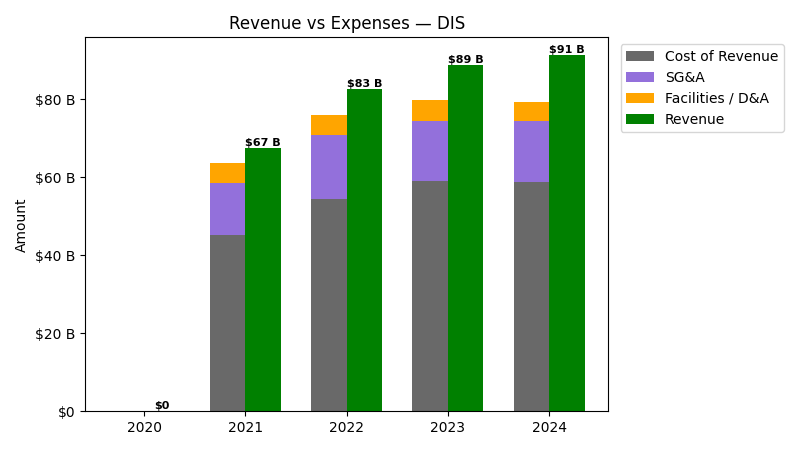 Revenue vs Expenses — DIS
Cost of Revenue
SG&A
Facilities / D&A
Revenue
Amount
$80 B
$60 B
$40 B
$20 B
$0
$0
$67 B
$83 B
$89 B
$91 B
2020
2021
2022
2023
2024